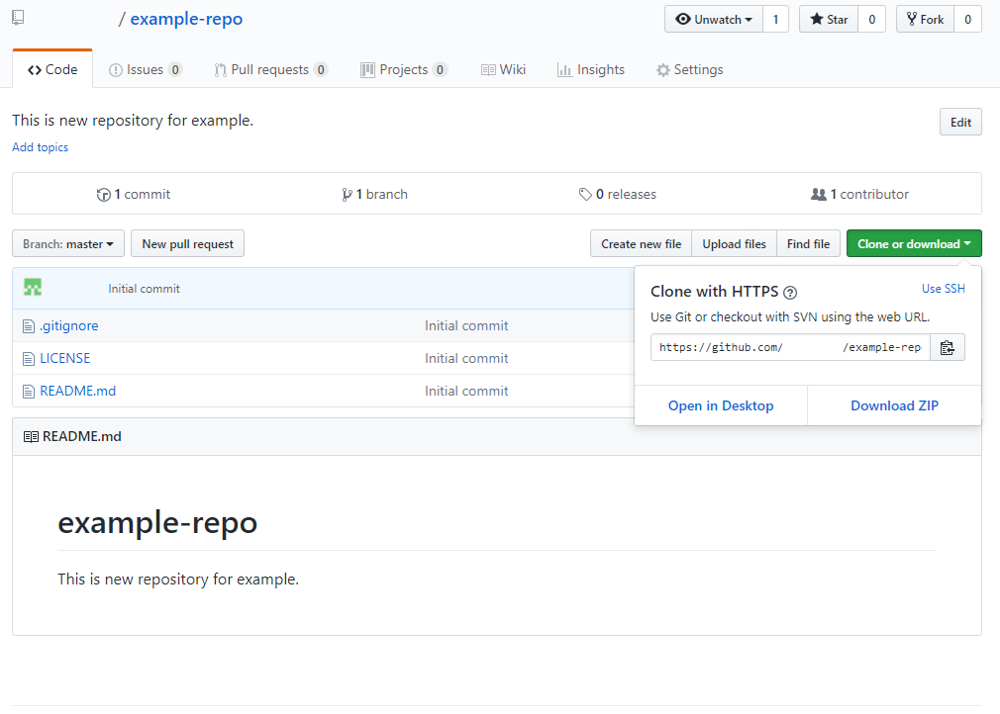 / example-repo
Unwatch 1 Star 0 Fork 0
Code Issues 0 Pull requests 0 Projects 0 Wiki Insights Settings
This is new repository for example.
Edit
Add topics
1 commit 1 branch 0 releases 1 contributor
Branch: master New pull request Create new file Upload files Find file Clone or download
Initial commit
.gitignore Initial commit
LICENSE Initial commit
README.md Initial commit
Clone with HTTPS ? Use SSH
Use Git or checkout with SVN using the web URL.
https://github.com/ /example-rep
Open in Desktop Download ZIP
README.md
example-repo
This is new repository for example.